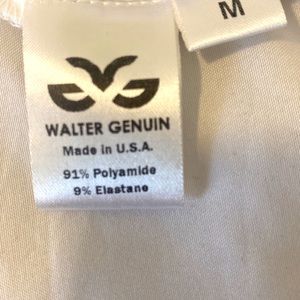 M
WALTER GENUIN
Made in U.S.A.
91% Polyamide
9% Elastane